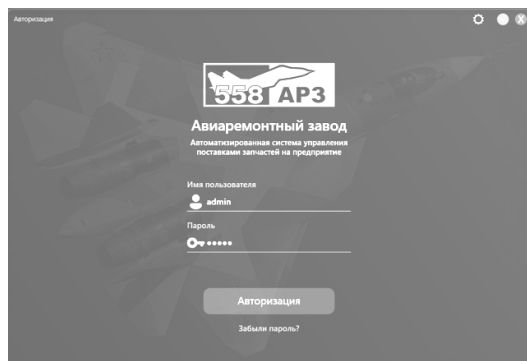 Авторизация
X
558 АРЗ
Авиаремонтный завод
Автоматизированная система управления
поставками запчастей на предприятие
Имя пользователя
admin
Пароль
•••••
Авторизация
Забыли пароль?